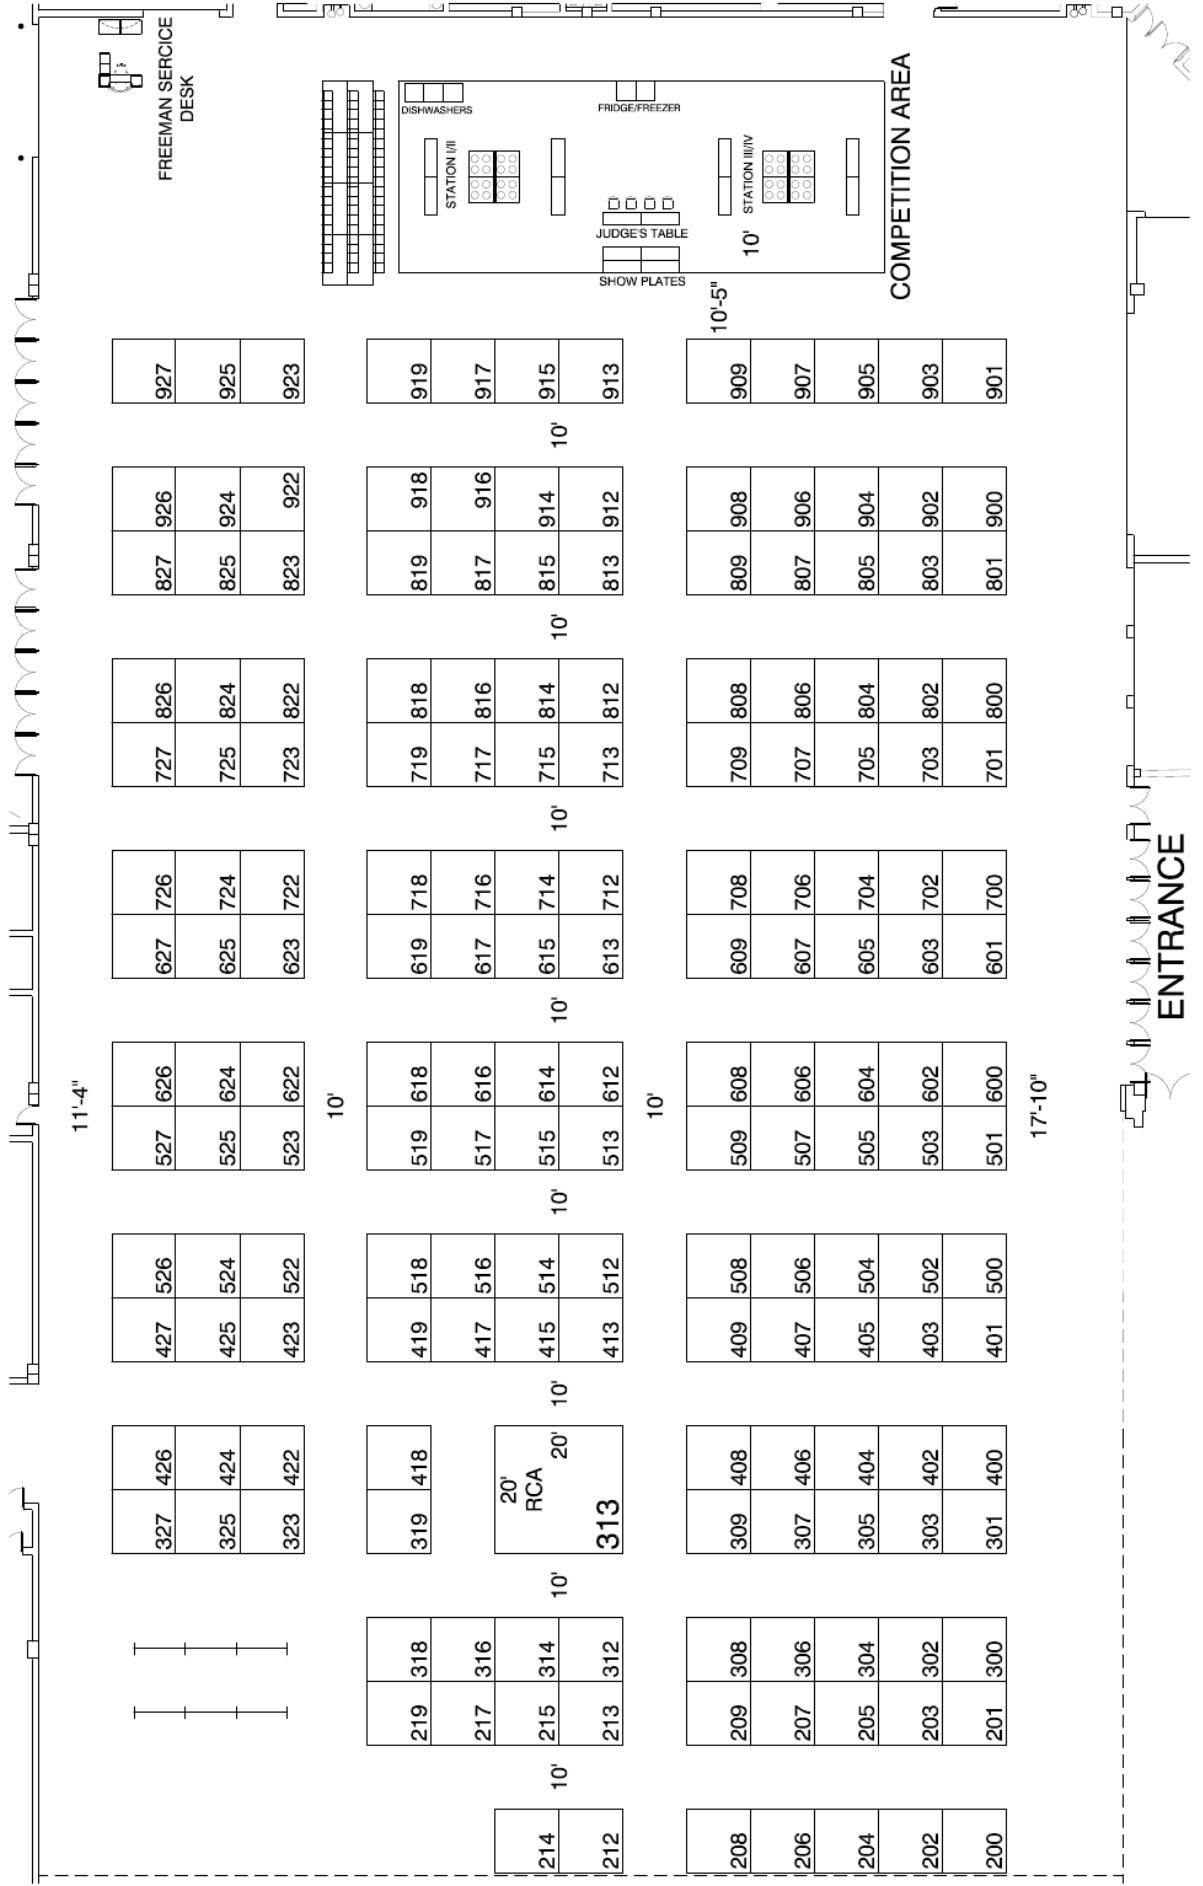 FREEMAN SERCICE
DESK
DISHWASHERS
FRIDGE/FREEZER
STATION I/II
STATION III/IV
JUDGE'S TABLE
SHOW PLATES
10'
COMPETITION AREA
10'-5"
927 925 923 919 917 915 913 909 907 905 903 901
10'
926 924 922 918 916 914 912 908 906 904 902 900
827 825 823 819 817 815 813 809 807 805 803 801
10'
826 824 822 818 816 814 812 808 806 804 802 800
727 725 723 719 717 715 713 709 707 705 703 701
10'
726 724 722 718 716 714 712 708 706 704 702 700
627 625 623 619 617 615 613 609 607 605 603 601
ENTRANCE
10'
626 624 622 618 616 614 612 608 606 604 602 600
11'-4" 10' 10' 17'-10"
527 525 523 519 517 515 513 509 507 505 503 501
10'
526 524 522 518 516 514 512 508 506 504 502 500
427 425 423 419 417 415 413 409 407 405 403 401
10'
426 424 422 418 20' 408 406 404 402 400
20'
RCA
313
327 325 323 319 309 307 305 303 301
10'
318 316 314 312 308 306 304 302 300
219 217 215 213 209 207 205 203 201
10'
214 212 208 206 204 202 200